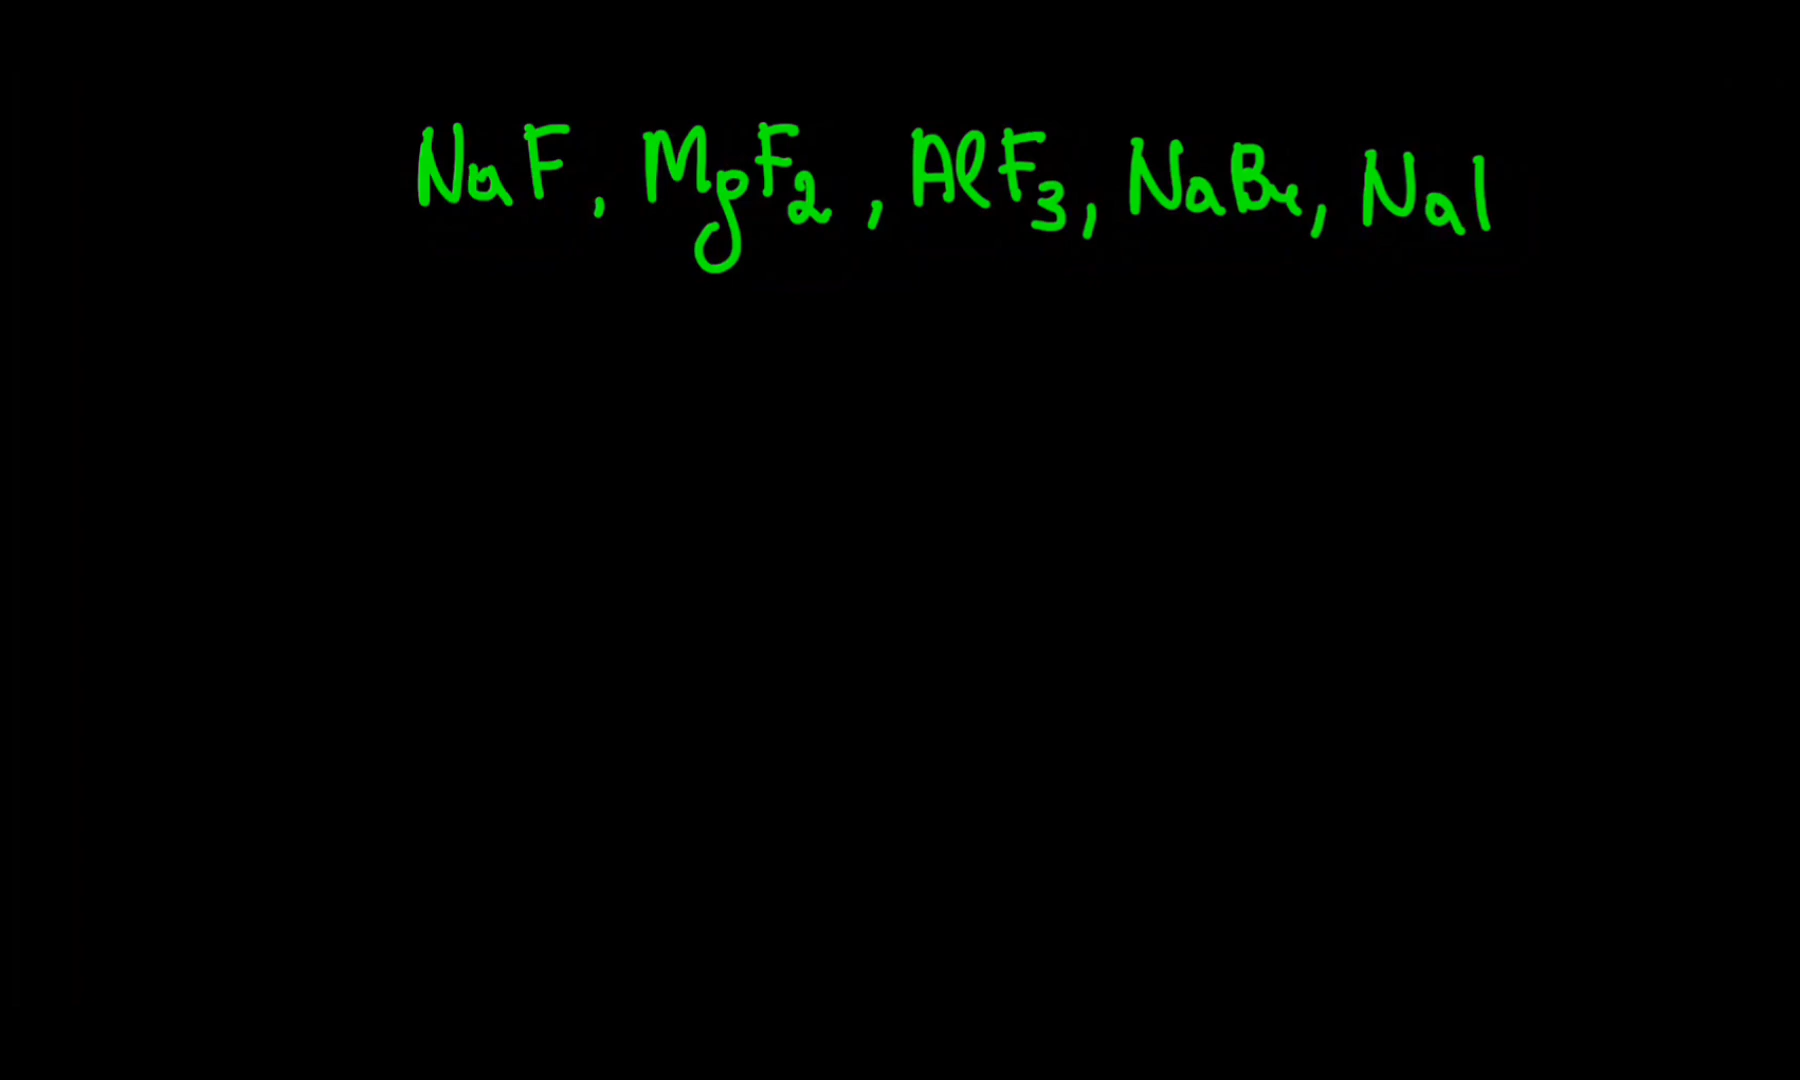 NaF, MgF₂, AlF₃, NaBr, NaI